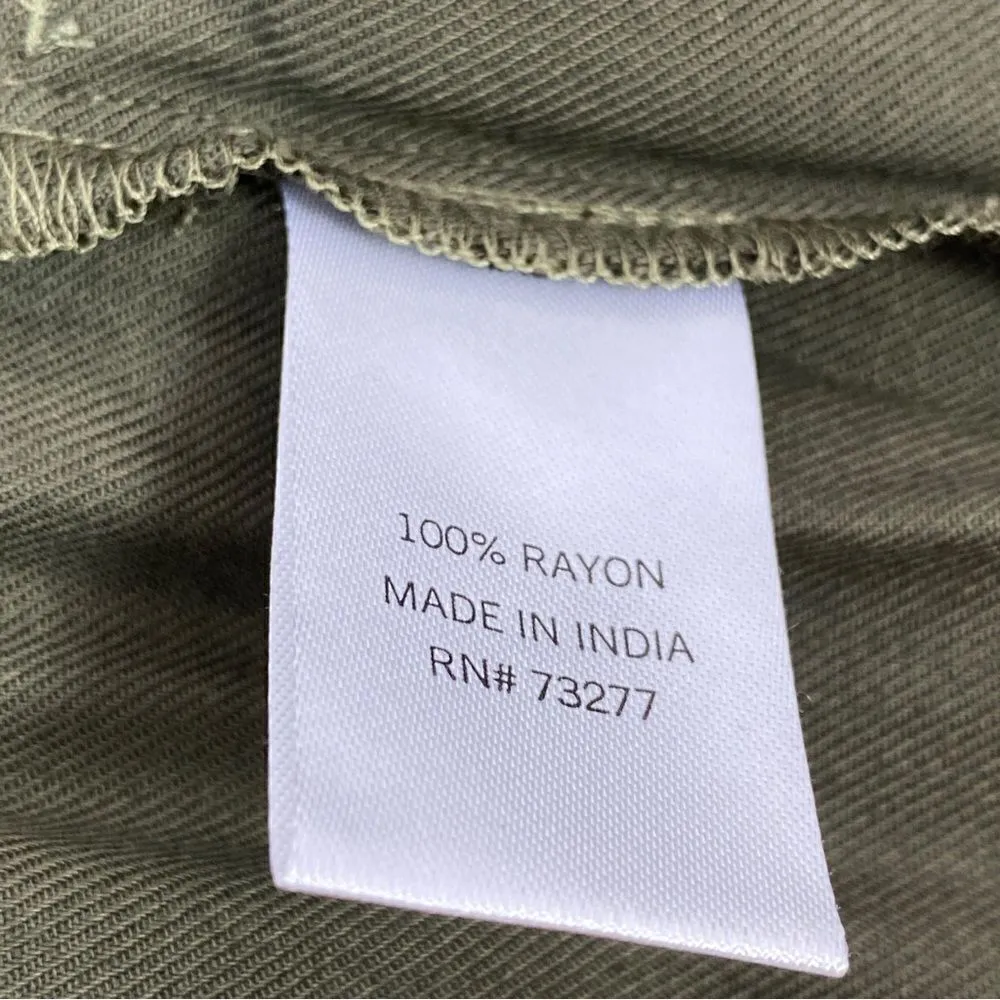 100% RAYON
MADE IN INDIA
RN# 73277